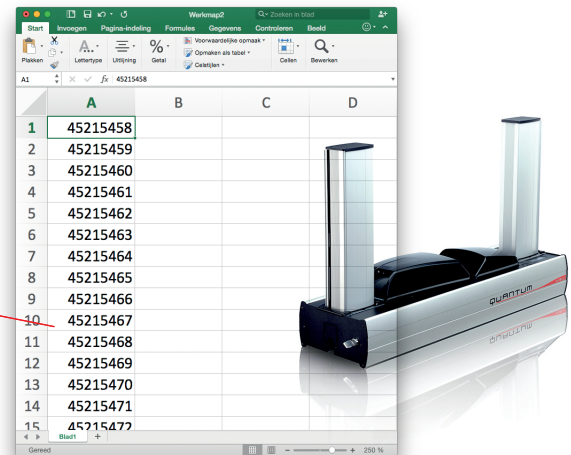 Werkmap2
Zoeken in blad
Start Invoegen Pagina-indeling Formules Gegevens Controleren Beeld
Plakken Lettertype Uitlijning Getal Voorwaardelijke opmaak Opmaken als tabel Celstijlen Cellen Bewerken
A1 fx 45215458
A B C D
1 45215458
2 45215459
3 45215460
4 45215461
5 45215462
6 45215463
7 45215464
8 45215465
9 45215466
10 45215467
11 45215468
12 45215469
13 45215470
14 45215471
15 45215472
Blad1 +
Gereed 250 %
QUANTUM